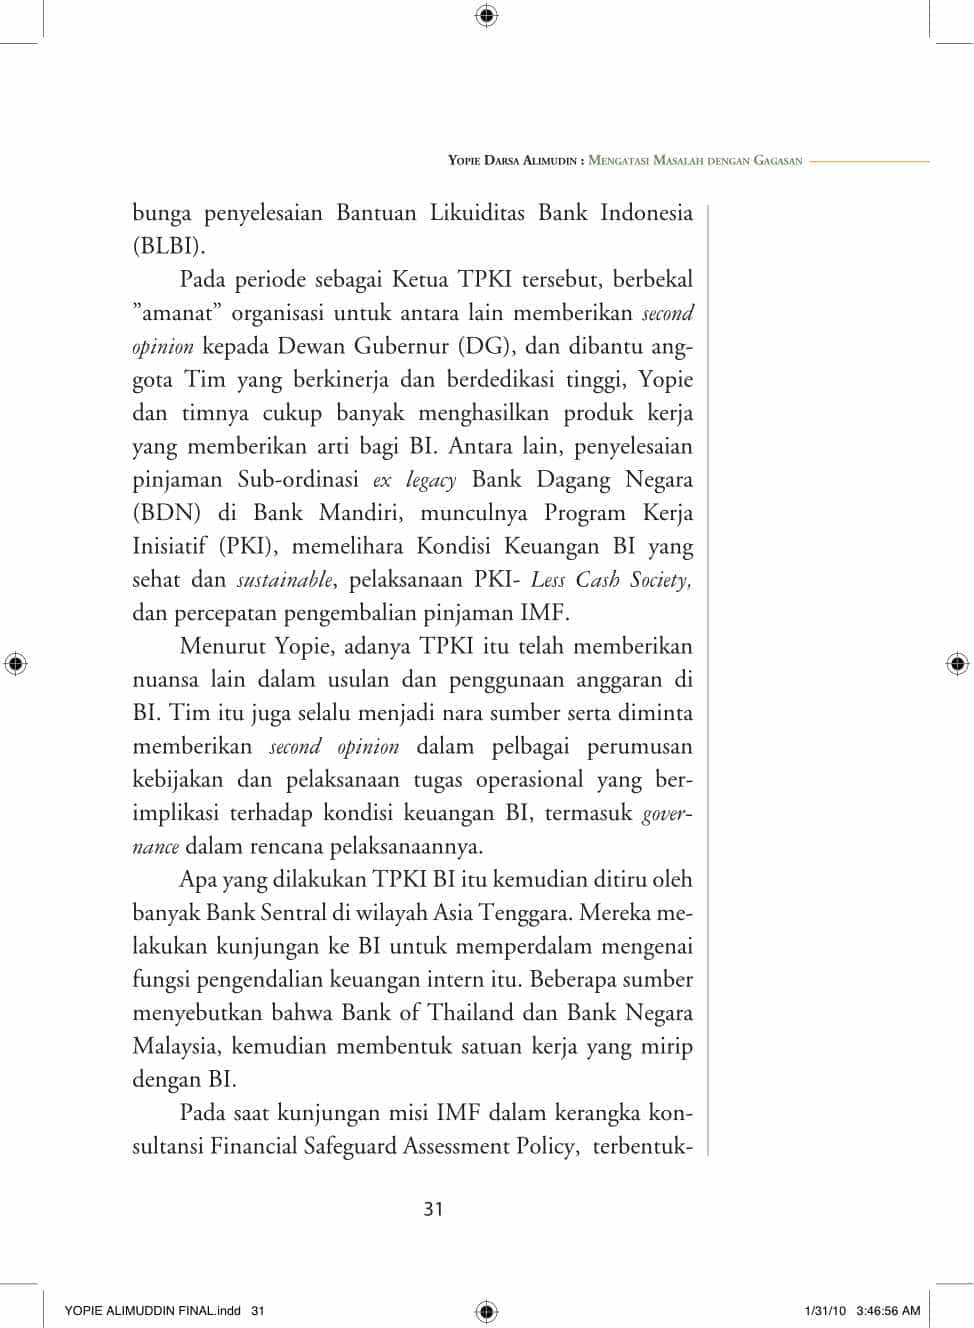 Yopie Darsa Alimudin : Mengatasi Masalah dengan Gagasan
bunga penyelesaian Bantuan Likuiditas Bank Indonesia
(BLBI).
Pada periode sebagai Ketua TPKI tersebut, berbekal
”amanat” organisasi untuk antara lain memberikan second
opinion kepada Dewan Gubernur (DG), dan dibantu ang-
gota Tim yang berkinerja dan berdedikasi tinggi, Yopie
dan timnya cukup banyak menghasilkan produk kerja
yang memberikan arti bagi BI. Antara lain, penyelesaian
pinjaman Sub-ordinasi ex legacy Bank Dagang Negara
(BDN) di Bank Mandiri, munculnya Program Kerja
Inisiatif (PKI), memelihara Kondisi Keuangan BI yang
sehat dan sustainable, pelaksanaan PKI- Less Cash Society,
dan percepatan pengembalian pinjaman IMF.
Menurut Yopie, adanya TPKI itu telah memberikan
nuansa lain dalam usulan dan penggunaan anggaran di
BI. Tim itu juga selalu menjadi nara sumber serta diminta
memberikan second opinion dalam pelbagai perumusan
kebijakan dan pelaksanaan tugas operasional yang ber-
implikasi terhadap kondisi keuangan BI, termasuk gover-
nance dalam rencana pelaksanaannya.
Apa yang dilakukan TPKI BI itu kemudian ditiru oleh
banyak Bank Sentral di wilayah Asia Tenggara. Mereka me-
lakukan kunjungan ke BI untuk memperdalam mengenai
fungsi pengendalian keuangan intern itu. Beberapa sumber
menyebutkan bahwa Bank of Thailand dan Bank Negara
Malaysia, kemudian membentuk satuan kerja yang mirip
dengan BI.
Pada saat kunjungan misi IMF dalam kerangka kon-
sultansi Financial Safeguard Assessment Policy, terbentuk-
31
YOPIE ALIMUDDIN FINAL.indd 31
1/31/10 3:46:56 AM